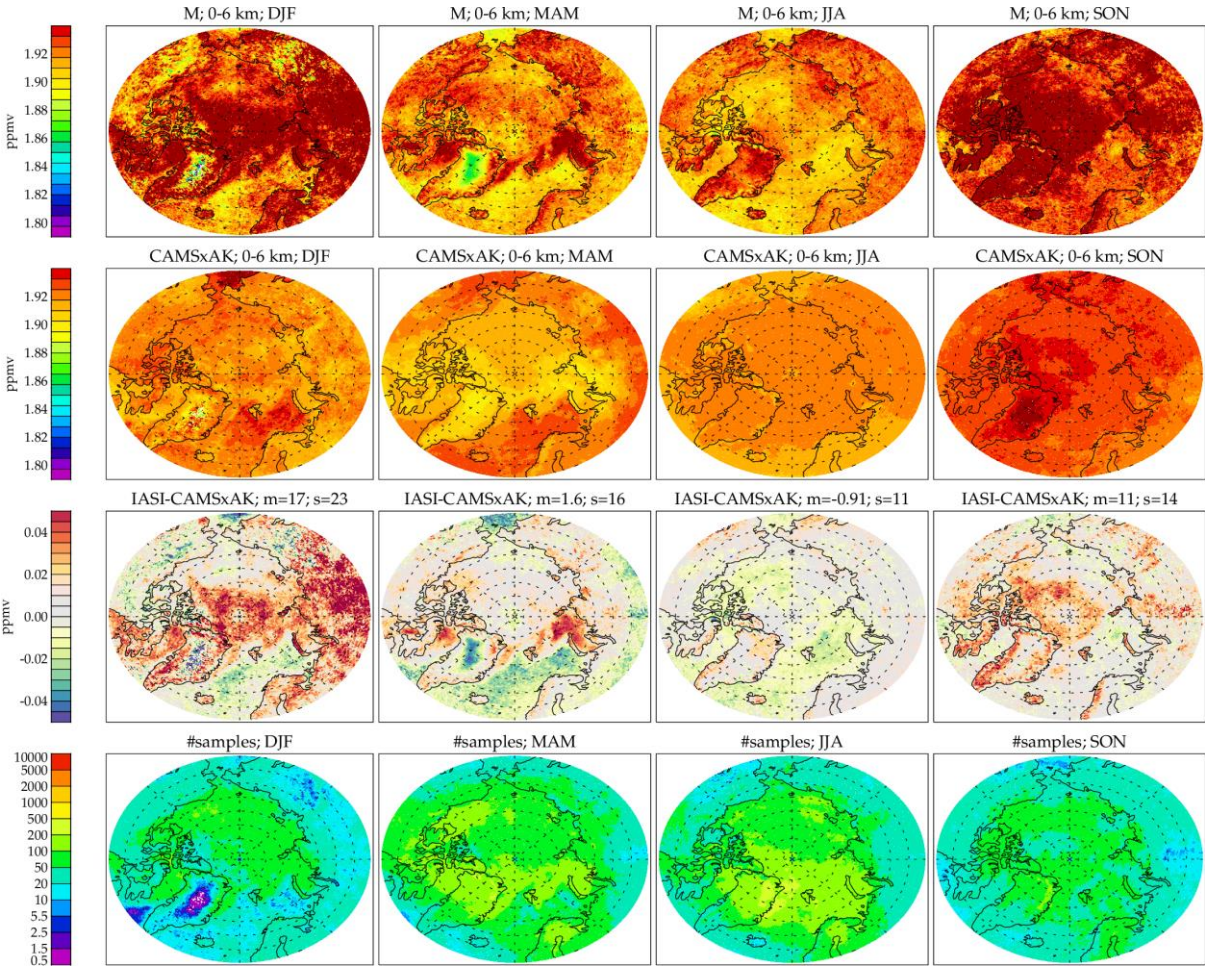 M; 0-6 km; DJF
M; 0-6 km; MAM
M; 0-6 km; JJA
M; 0-6 km; SON
1.92
1.90
1.88
1.86
1.84
1.82
1.80
ppmv
CAMSxAK; 0-6 km; DJF
CAMSxAK; 0-6 km; MAM
CAMSxAK; 0-6 km; JJA
CAMSxAK; 0-6 km; SON
1.92
1.90
1.88
1.86
1.84
1.82
1.80
ppmv
IASI-CAMSxAK; m=17; s=23
IASI-CAMSxAK; m=1.6; s=16
IASI-CAMSxAK; m=-0.91; s=11
IASI-CAMSxAK; m=11; s=14
0.04
0.02
0.00
-0.02
-0.04
ppmv
#samples; DJF
#samples; MAM
#samples; JJA
#samples; SON
10000
5000
2000
1000
500
200
100
50
20
10
5.5
2.5
1.5
0.5